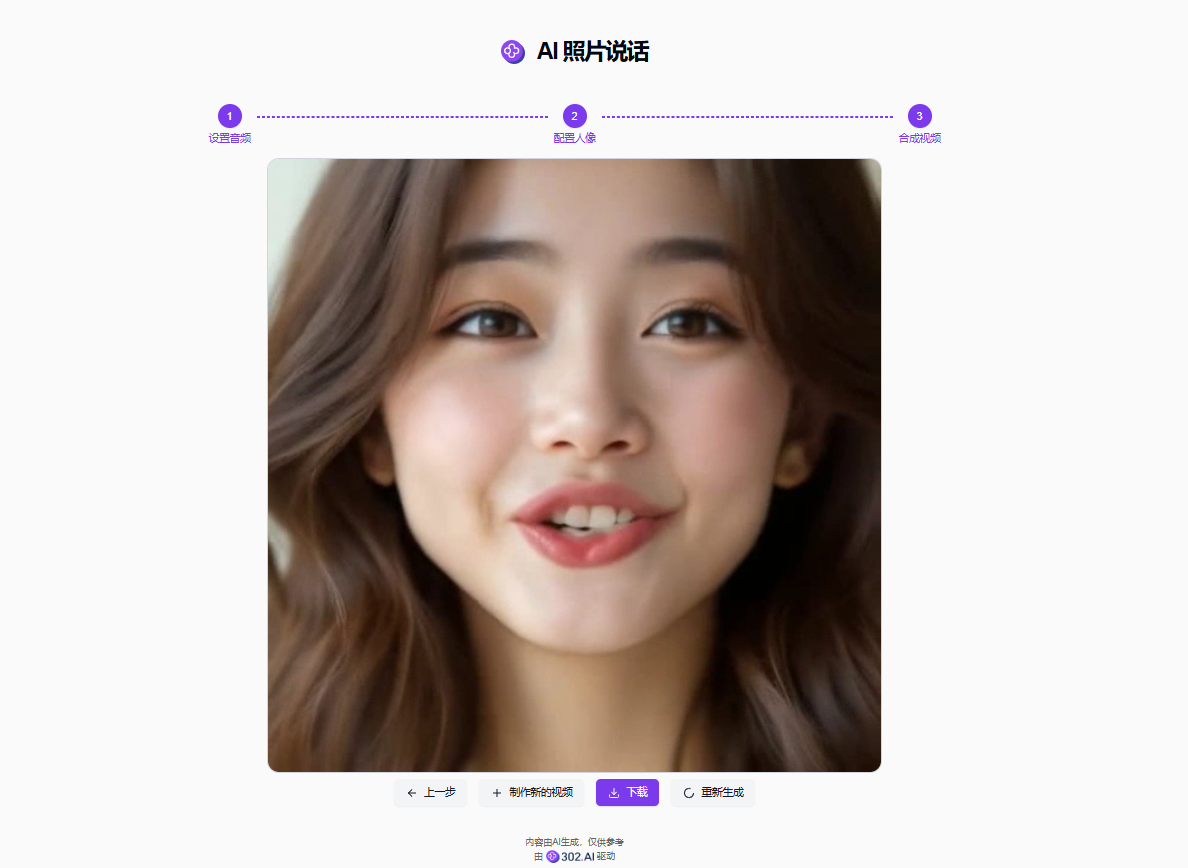 AI 照片说话
1 2 3
设置音频 配置人像 合成视频
上一步 制作新的视频 下载 重新生成
内容由AI生成，仅供参考
由 302.AI 驱动